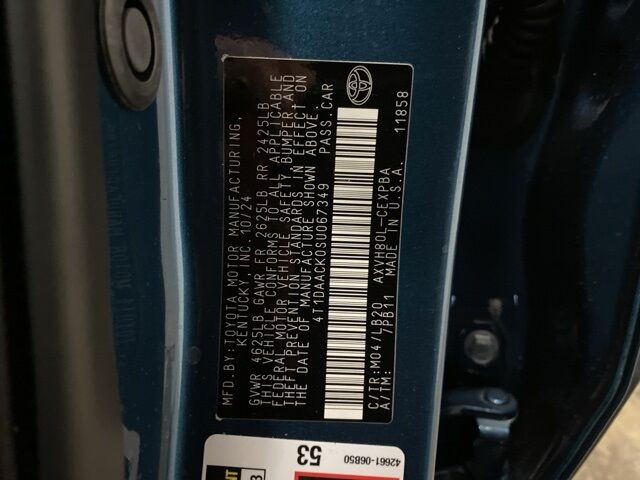 MFD.BY:TOYOTA MOTOR MANUFACTURING,
KENTUCKY INC. 10/24
GVWR 4625LB GAWR FR 2625LB RR 2425LB
THIS VEHICLE CONFORMS TO ALL APPLICABLE
FEDERAL MOTOR VEHICLE SAFETY, BUMPER, AND
THEFT PREVENTION STANDARDS IN EFFECT ON
THE DATE OF MANUFACTURE SHOWN ABOVE.
4T1DAACK0SU067349 PASS.CAR
C/TR:M04/LB20 AXVH80L-CEXPBA
A/TM: 7PB11 MADE IN U.S.A.
11858
53
42661-06B50